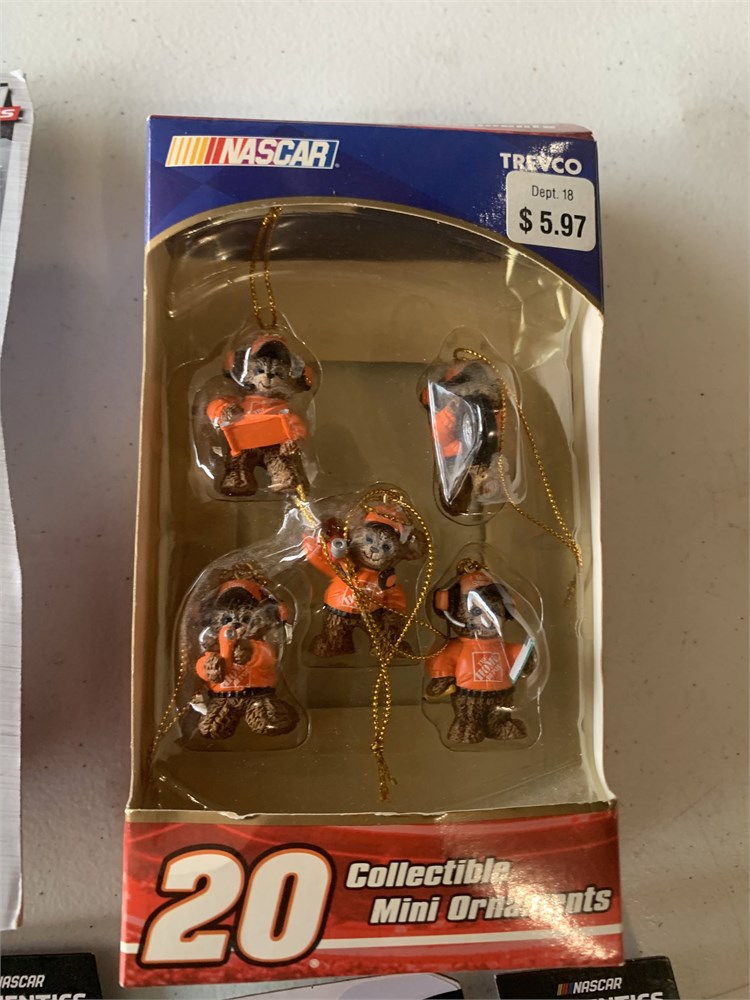 NASCAR
TREVCO
Dept. 18
$ 5.97
20
Collectible
Mini Ornaments
NASCAR
NASCAR